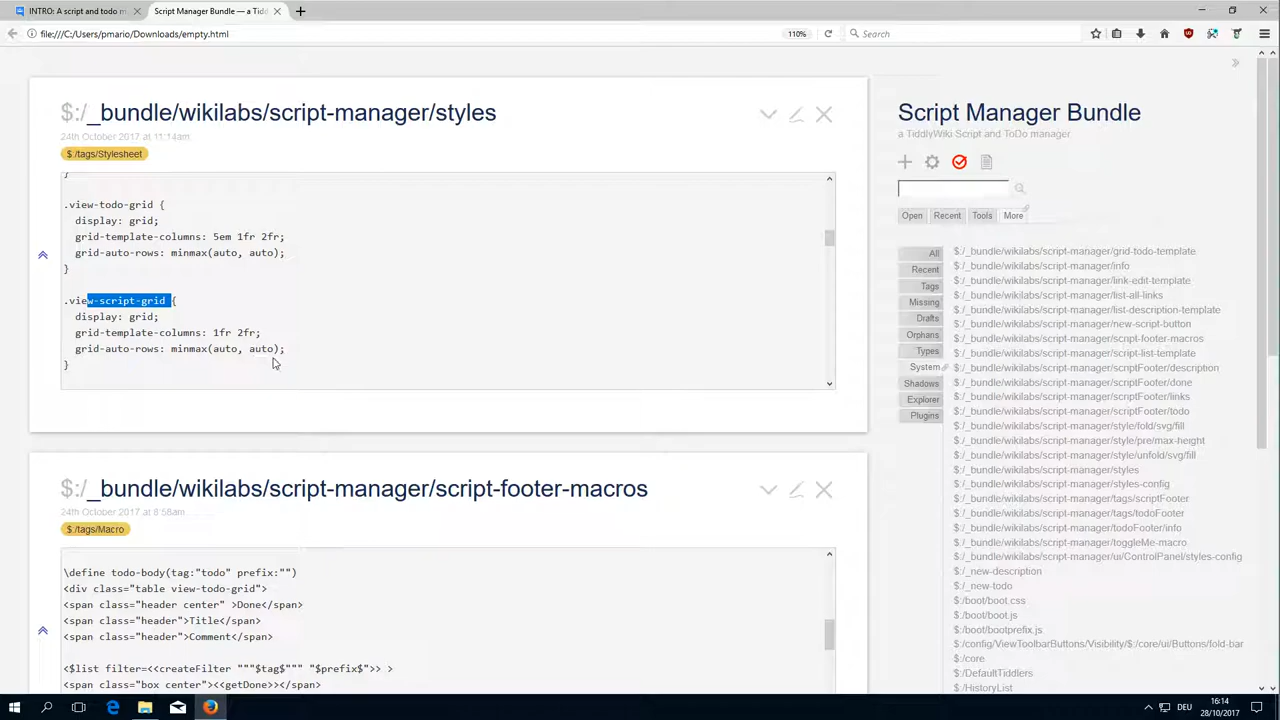 INTRO: A script and todo m
Script Manager Bundle — a Tidd
file:///C:/Users/pmario/Downloads/empty.html
110%
Search
$:/_bundle/wikilabs/script-manager/styles
24th October 2017 at 11:14am
$:/tags/Stylesheet
}
.view-todo-grid {
display: grid;
grid-template-columns: 5em 1fr 2fr;
grid-auto-rows: minmax(auto, auto);
}
.view-script-grid {
display: grid;
grid-template-columns: 1fr 2fr;
grid-auto-rows: minmax(auto, auto);
}
$:/_bundle/wikilabs/script-manager/script-footer-macros
24th October 2017 at 8:58am
$:/tags/Macro
\define todo-body(tag:"todo" prefix:"")
<div class="table view-todo-grid">
<span class="header center" >Done</span>
<span class="header">Title</span>
<span class="header">Comment</span>
<$list filter=<<createFilter """$tag$""" "$prefix$">> >
<span class="box center"><<getDone>></span>
Script Manager Bundle
a TiddlyWiki Script and ToDo manager
Open
Recent
Tools
More
All
Recent
Tags
Missing
Drafts
Orphans
Types
System
Shadows
Explorer
Plugins
$:/_bundle/wikilabs/script-manager/grid-todo-template
$:/_bundle/wikilabs/script-manager/info
$:/_bundle/wikilabs/script-manager/link-edit-template
$:/_bundle/wikilabs/script-manager/list-all-links
$:/_bundle/wikilabs/script-manager/list-description-template
$:/_bundle/wikilabs/script-manager/new-script-button
$:/_bundle/wikilabs/script-manager/script-footer-macros
$:/_bundle/wikilabs/script-manager/script-list-template
$:/_bundle/wikilabs/script-manager/scriptFooter/description
$:/_bundle/wikilabs/script-manager/scriptFooter/done
$:/_bundle/wikilabs/script-manager/scriptFooter/links
$:/_bundle/wikilabs/script-manager/scriptFooter/todo
$:/_bundle/wikilabs/script-manager/style/fold/svg/fill
$:/_bundle/wikilabs/script-manager/style/pre/max-height
$:/_bundle/wikilabs/script-manager/style/unfold/svg/fill
$:/_bundle/wikilabs/script-manager/styles
$:/_bundle/wikilabs/script-manager/styles-config
$:/_bundle/wikilabs/script-manager/tags/scriptFooter
$:/_bundle/wikilabs/script-manager/tags/todoFooter
$:/_bundle/wikilabs/script-manager/todoFooter/info
$:/_bundle/wikilabs/script-manager/toggleMe-macro
$:/_bundle/wikilabs/script-manager/ui/ControlPanel/styles-config
$:/_new-description
$:/_new-todo
$:/boot/boot.css
$:/boot/boot.js
$:/boot/bootprefix.js
$:/config/ViewToolbarButtons/Visibility/$:/core/ui/Buttons/fold-bar
$:/core
$:/DefaultTiddlers
$:/HistoryList
DEU
16:14
28/10/2017